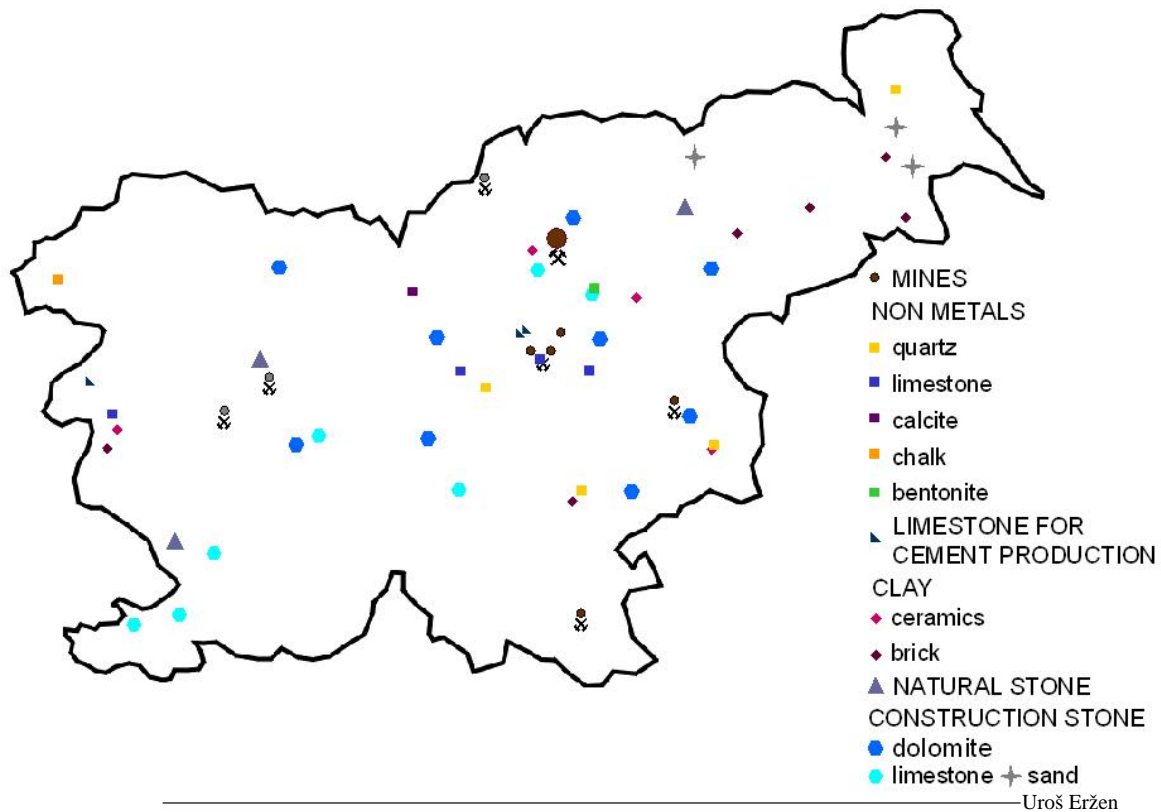 MINES
NON METALS
quartz
limestone
calcite
chalk
bentonite
LIMESTONE FOR
CEMENT PRODUCTION
CLAY
ceramics
brick
NATURAL STONE
CONSTRUCTION STONE
dolomite
limestone sand
Uroš Eržen